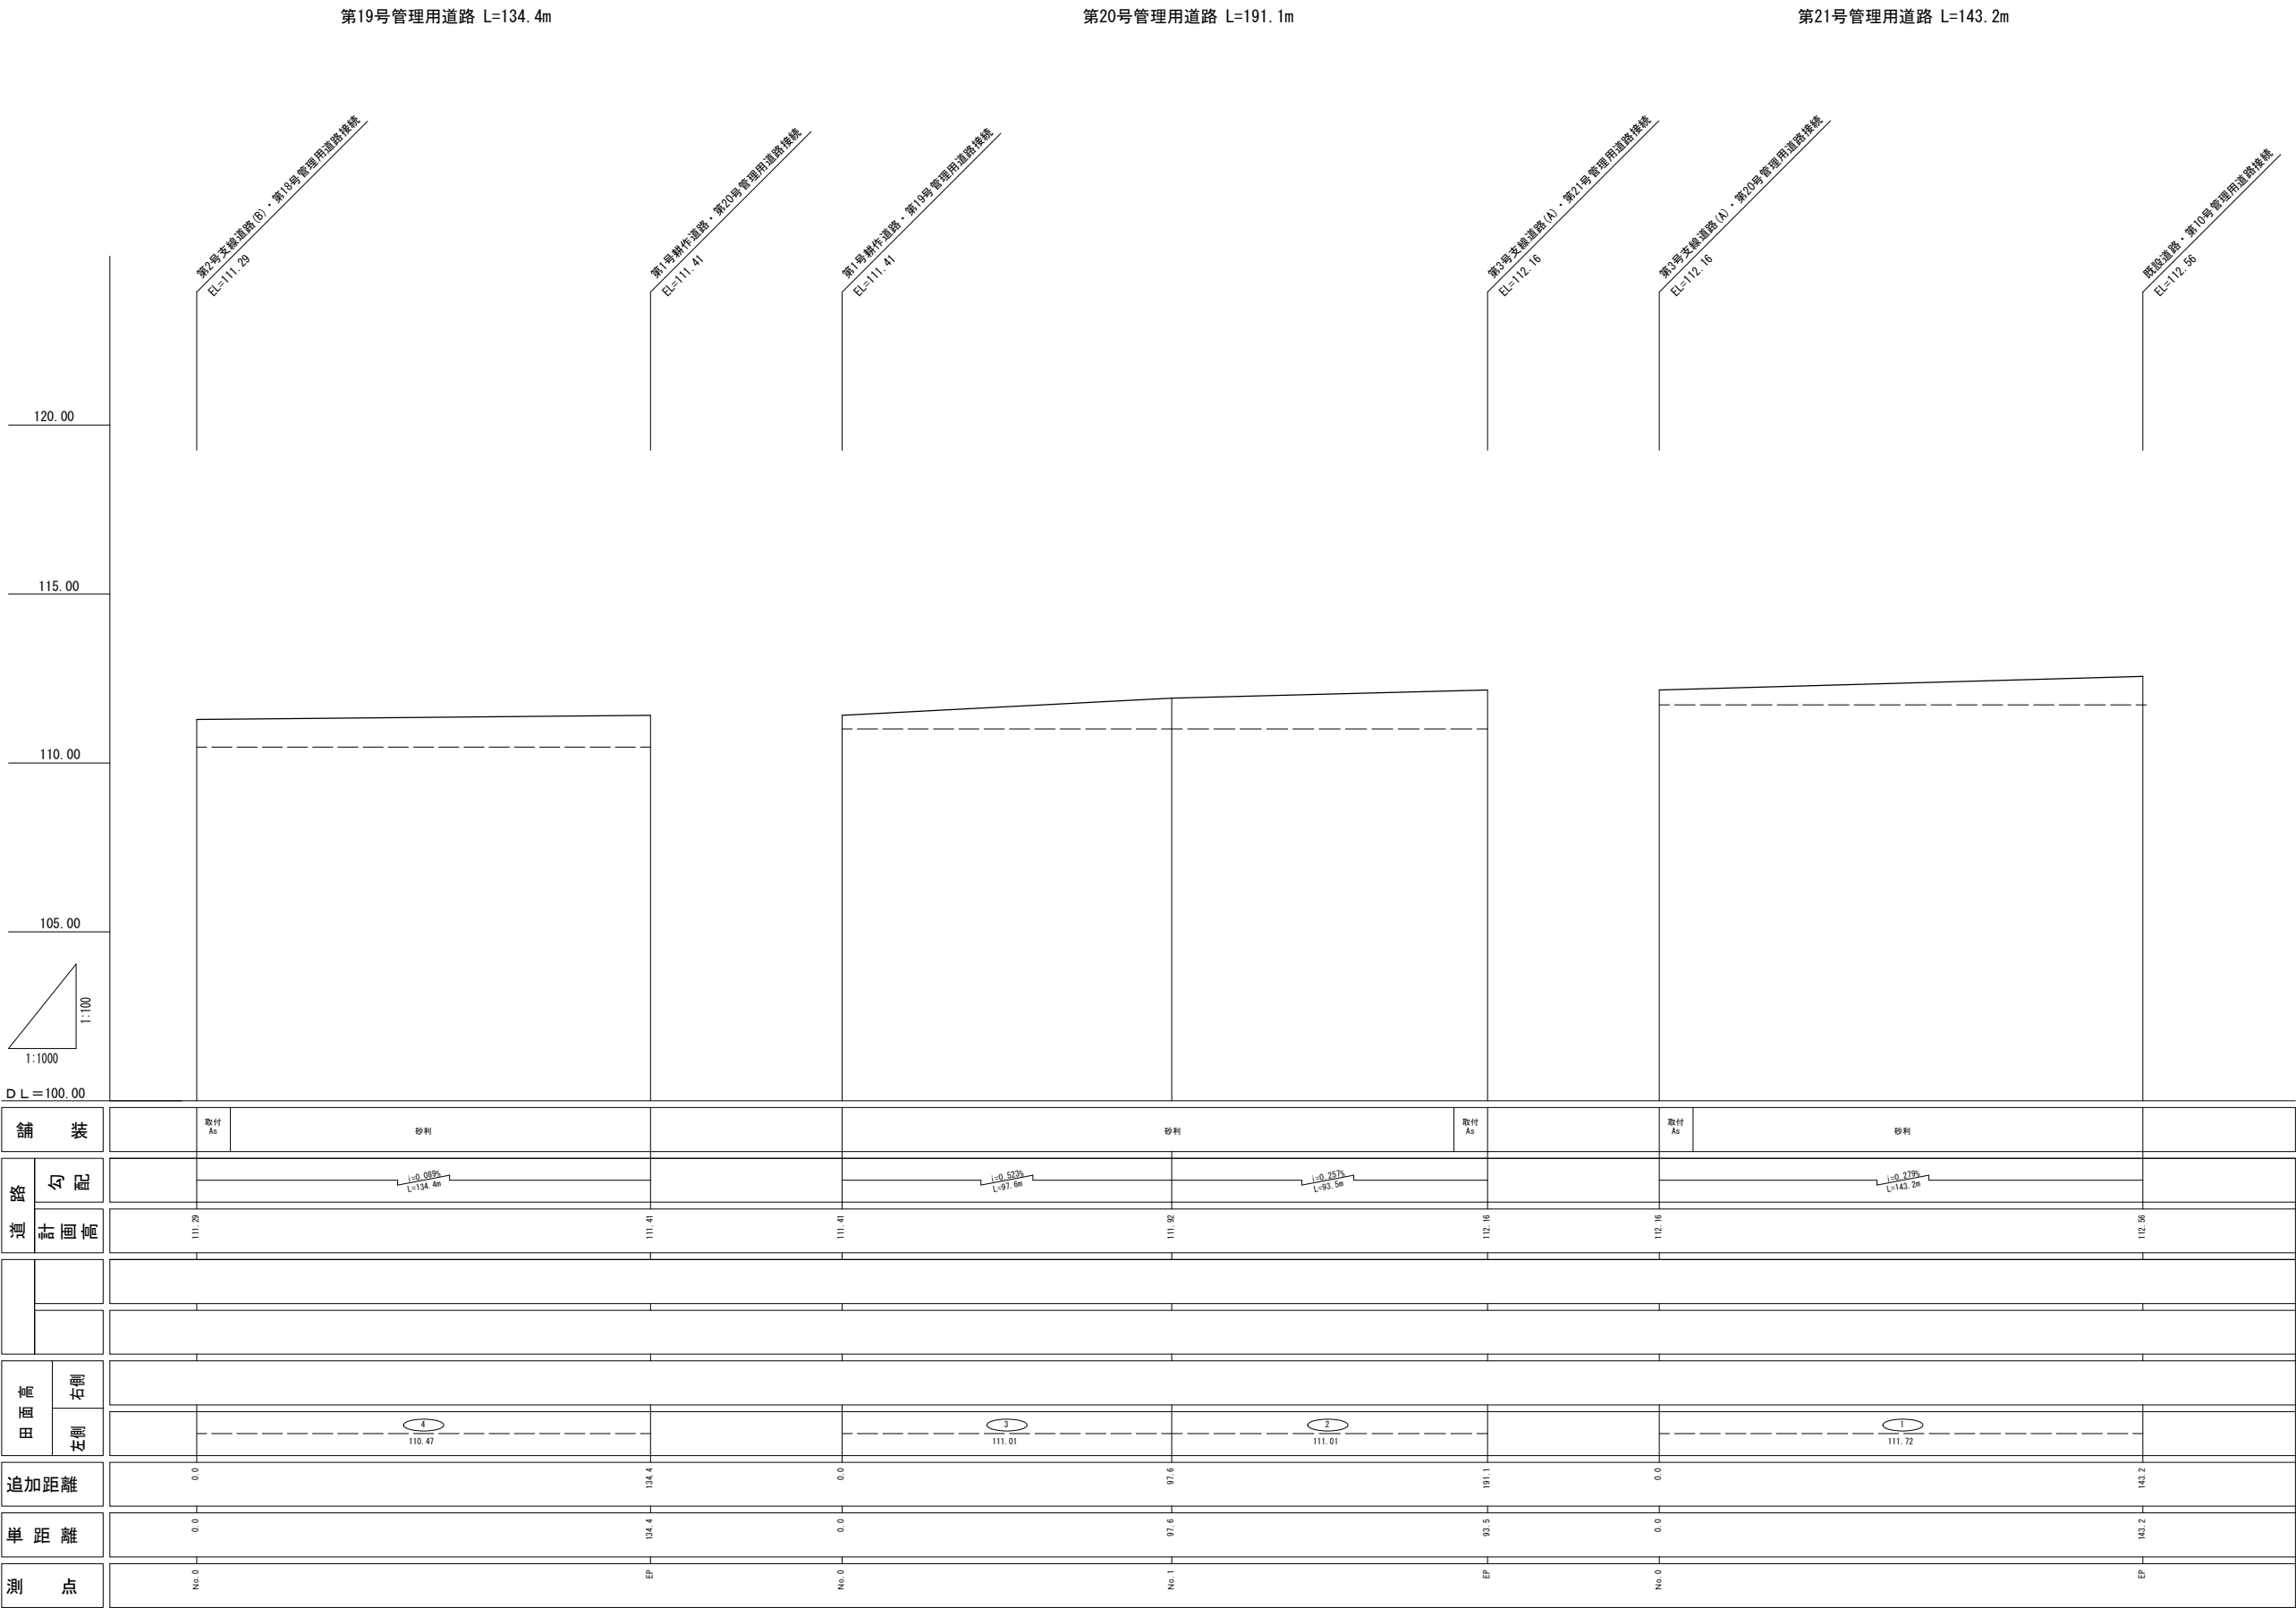 第19号管理用道路 L=134.4m
第20号管理用道路 L=191.1m
第21号管理用道路 L=143.2m
第2号支線道路(B)・第18号管理用道路接続
EL=111.29
第1号耕作道路・第20号管理用道路接続
EL=111.41
第1号耕作道路・第19号管理用道路接続
EL=111.41
第3号支線道路(A)・第21号管理用道路接続
EL=112.16
第3号支線道路(A)・第20号管理用道路接続
EL=112.16
既設道路・第10号管理用道路接続
EL=112.56
120.00
115.00
110.00
105.00
1:100
1:1000
DL=100.00
舗装
取付
As
砂利
砂利
取付
As
取付
As
砂利
道路
勾配
i=0.089%
L=134.4m
i=0.523%
L=97.6m
i=0.257%
L=93.5m
i=0.279%
L=143.2m
計画高
111.29
111.41
111.41
111.92
112.16
112.16
112.56
田面高
右側
左側
4
110.47
3
111.01
2
111.01
1
111.72
追加距離
0.0
134.4
0.0
97.6
191.1
0.0
143.2
単距離
0.0
134.4
0.0
97.6
93.5
0.0
143.2
測点
No.0
EP
No.0
No.1
EP
No.0
EP